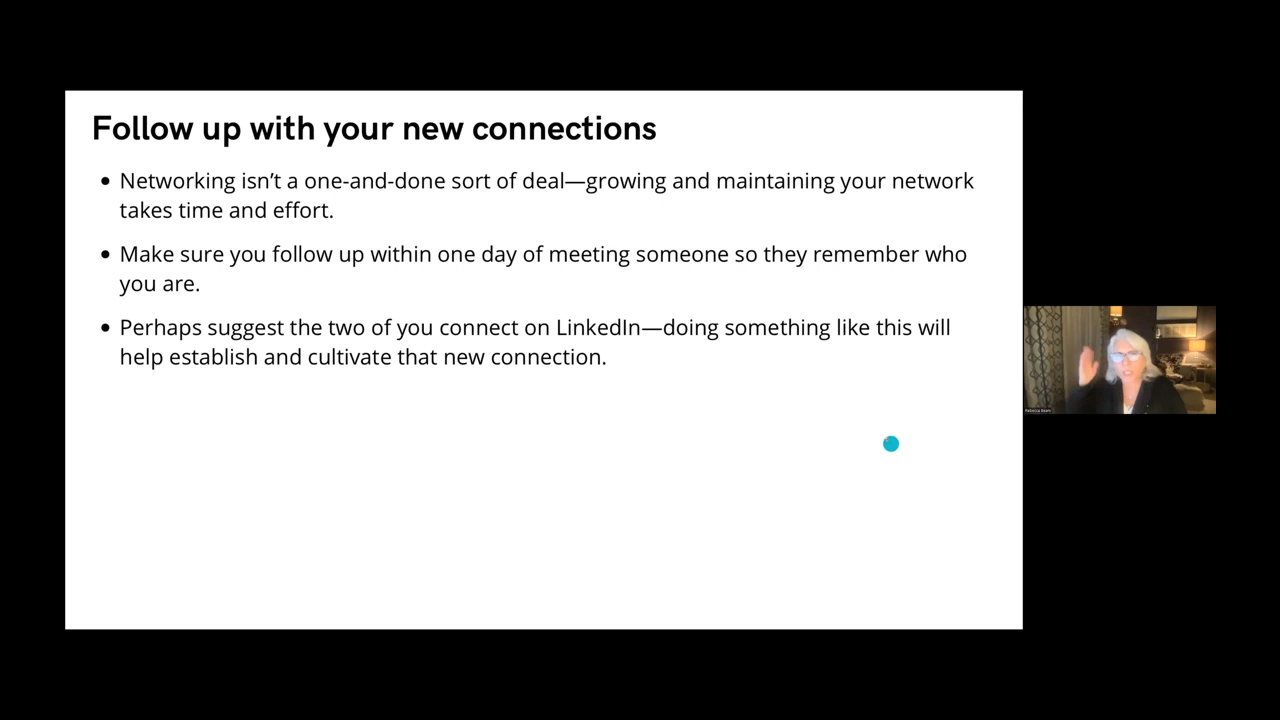 Follow up with your new connections
• Networking isn’t a one-and-done sort of deal—growing and maintaining your network
takes time and effort.
• Make sure you follow up within one day of meeting someone so they remember who
you are.
• Perhaps suggest the two of you connect on LinkedIn—doing something like this will
help establish and cultivate that new connection.